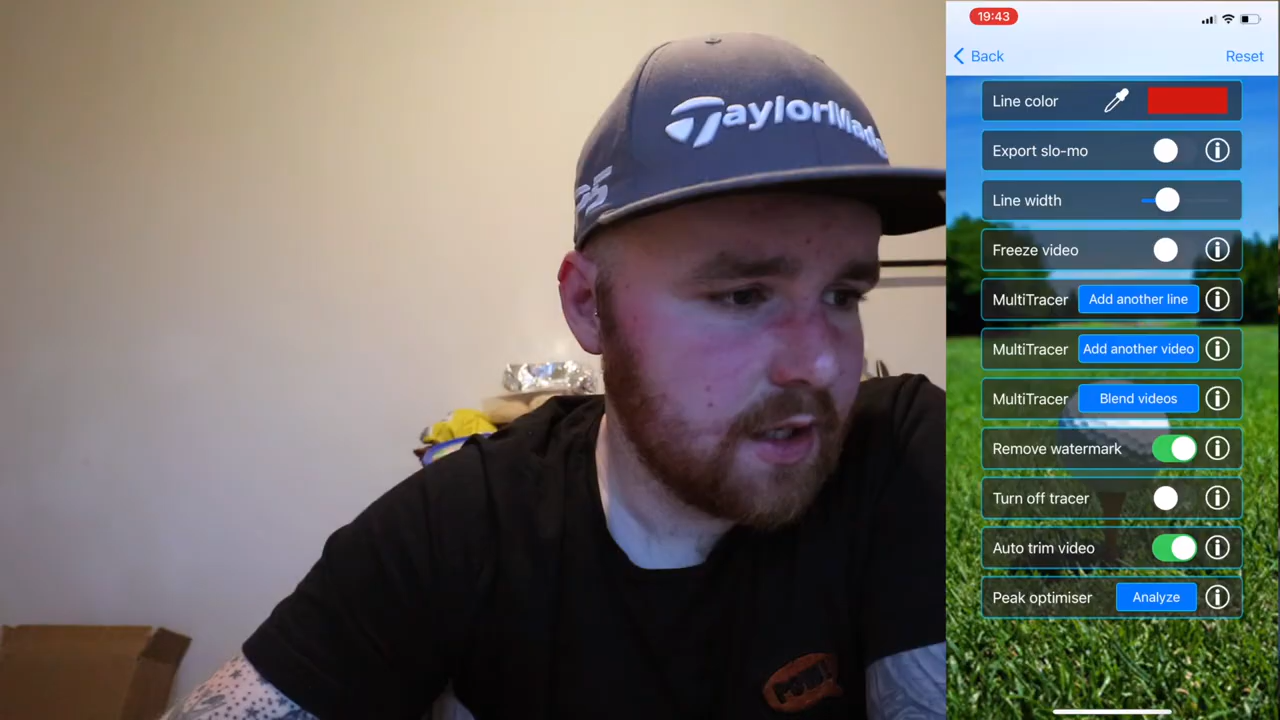 TaylorMade
19:43
Back
Reset
Line color
Export slo-mo
Line width
Freeze video
MultiTracer Add another line
MultiTracer Add another video
MultiTracer Blend videos
Remove watermark
Turn off tracer
Auto trim video
Peak optimiser Analyze
POW!